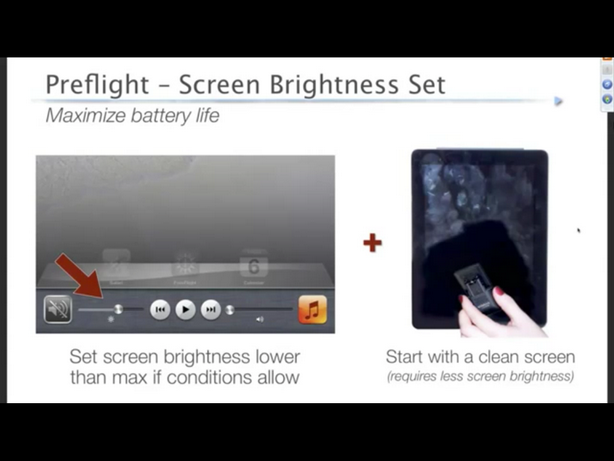 Preflight – Screen Brightness Set
Maximize battery life
6
Set screen brightness lower
than max if conditions allow
Start with a clean screen
(requires less screen brightness)